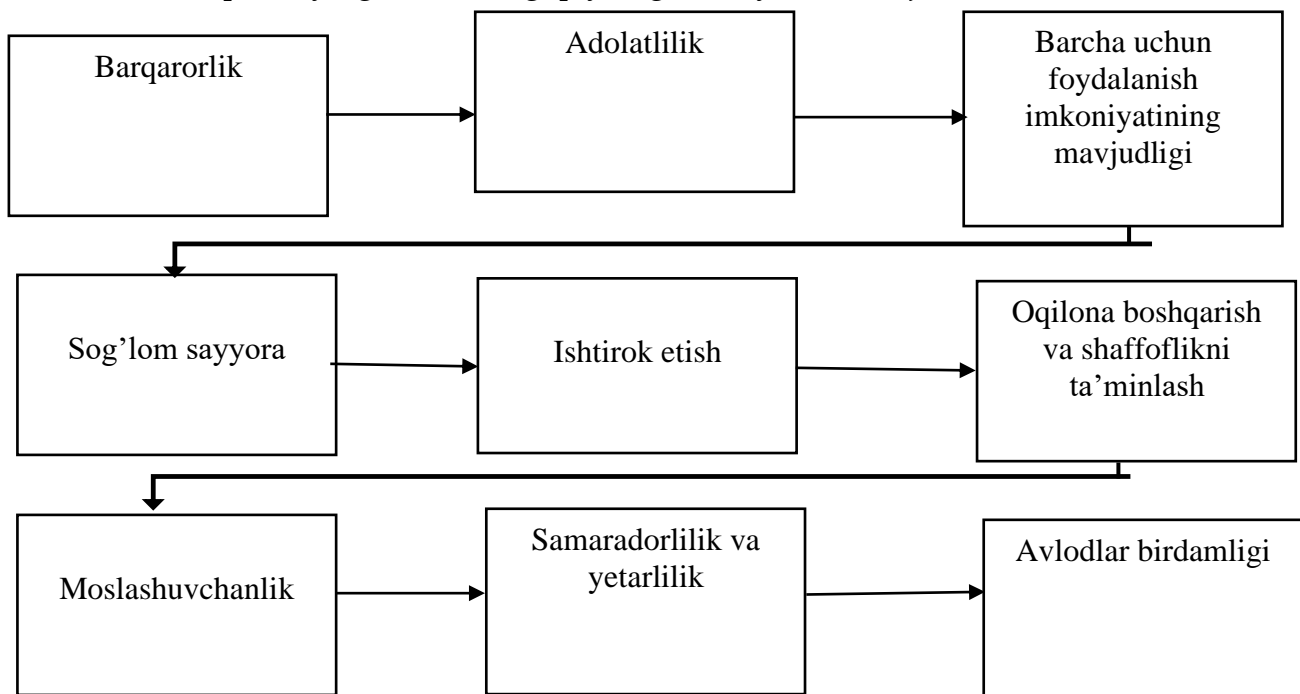 Barqarorlik
Adolatlilik
Barcha uchun
foydalanish
imkoniyatining
mavjudligi
Sog’lom sayyora
Ishtirok etish
Oqilona boshqarish
va shaffoflikni
ta’minlash
Moslashuvchanlik
Samaradorlilik va
yetarlilik
Avlodlar birdamligi